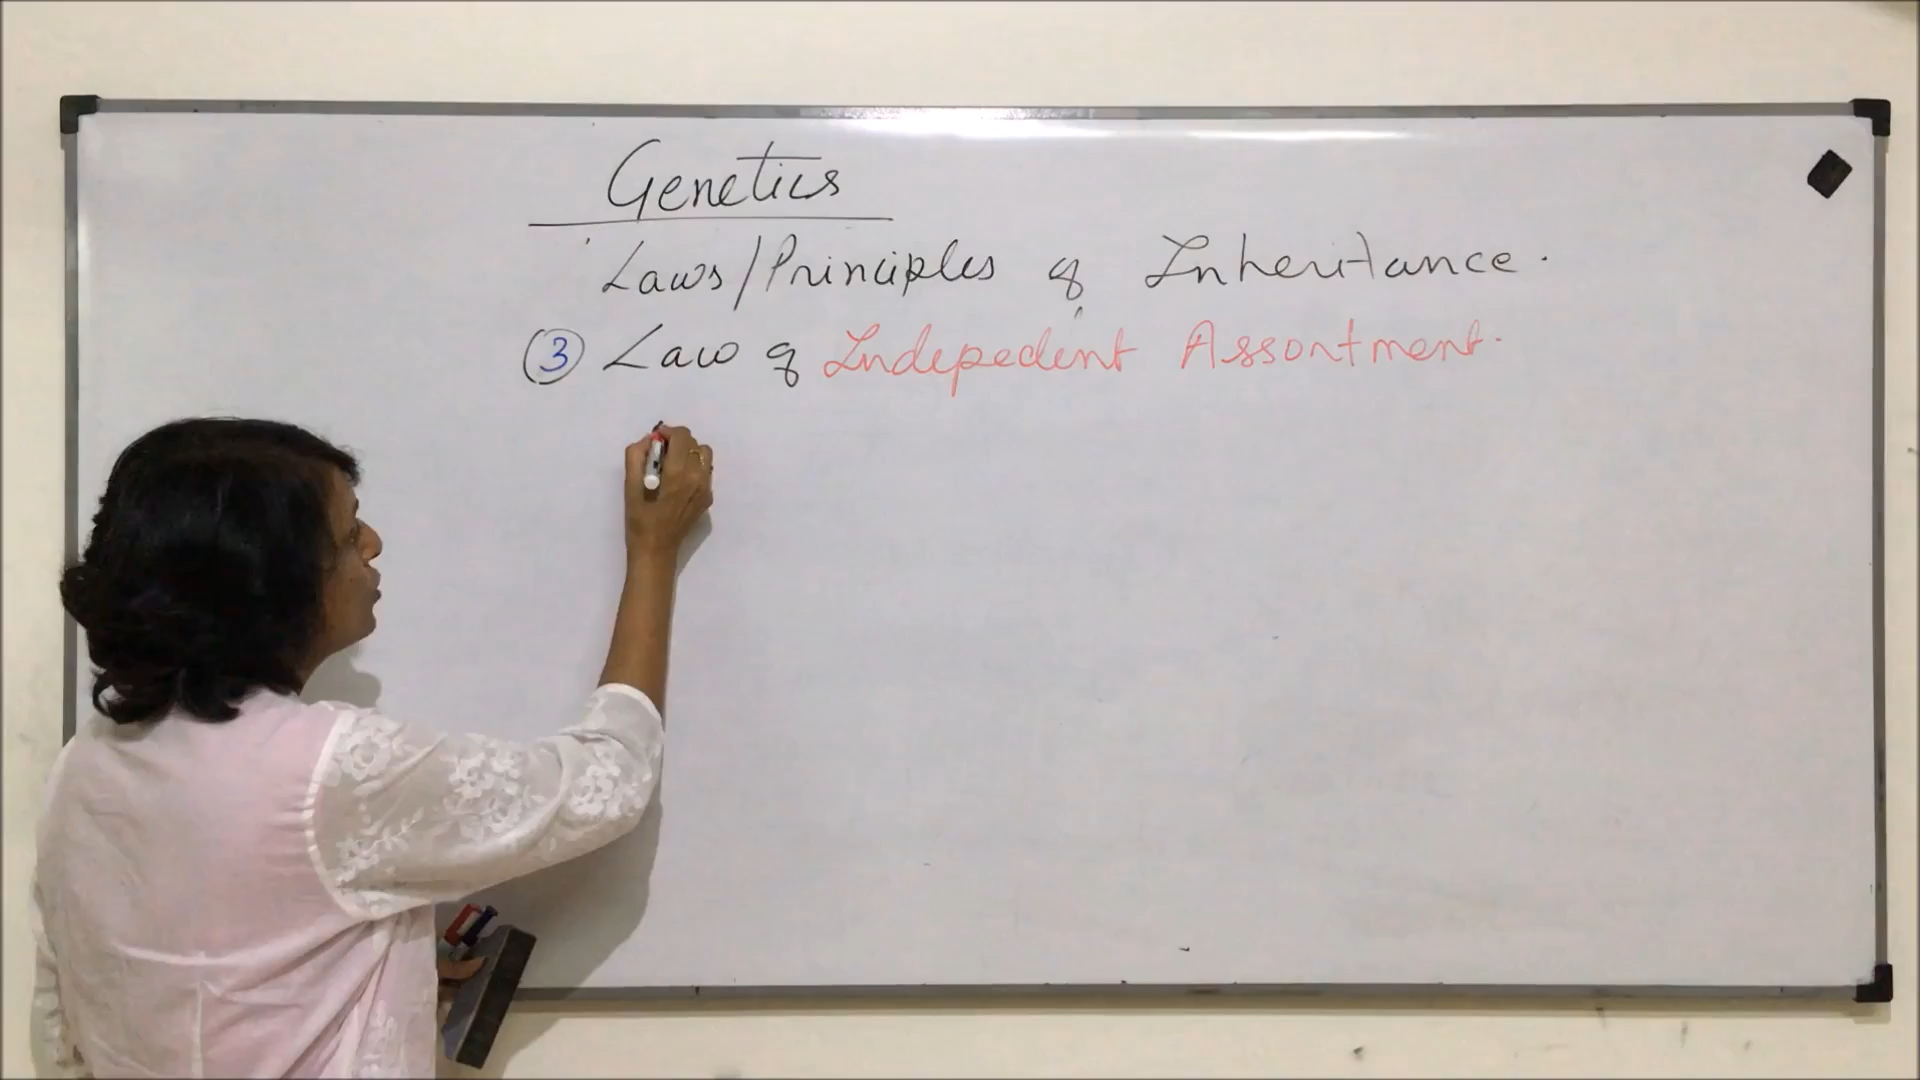 Genetics
Laws/Principles of Inheritance.
3 Law of Indepedent Assortment.